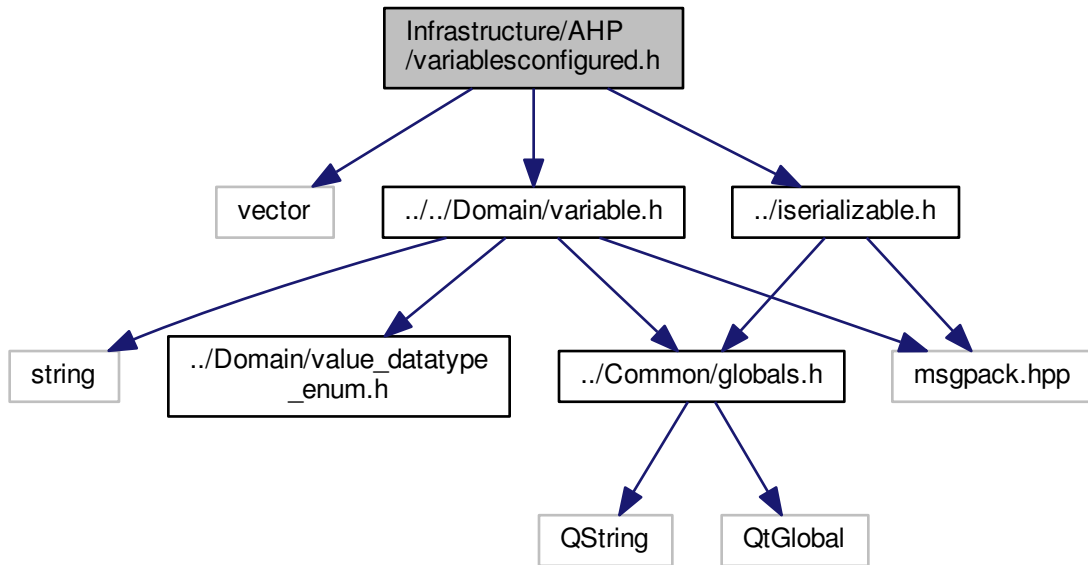 Infrastructure/AHP
/variablesconfigured.h
vector
../../Domain/variable.h
../iserializable.h
string
../Domain/value_datatype
_enum.h
../Common/globals.h
msgpack.hpp
QString
QtGlobal